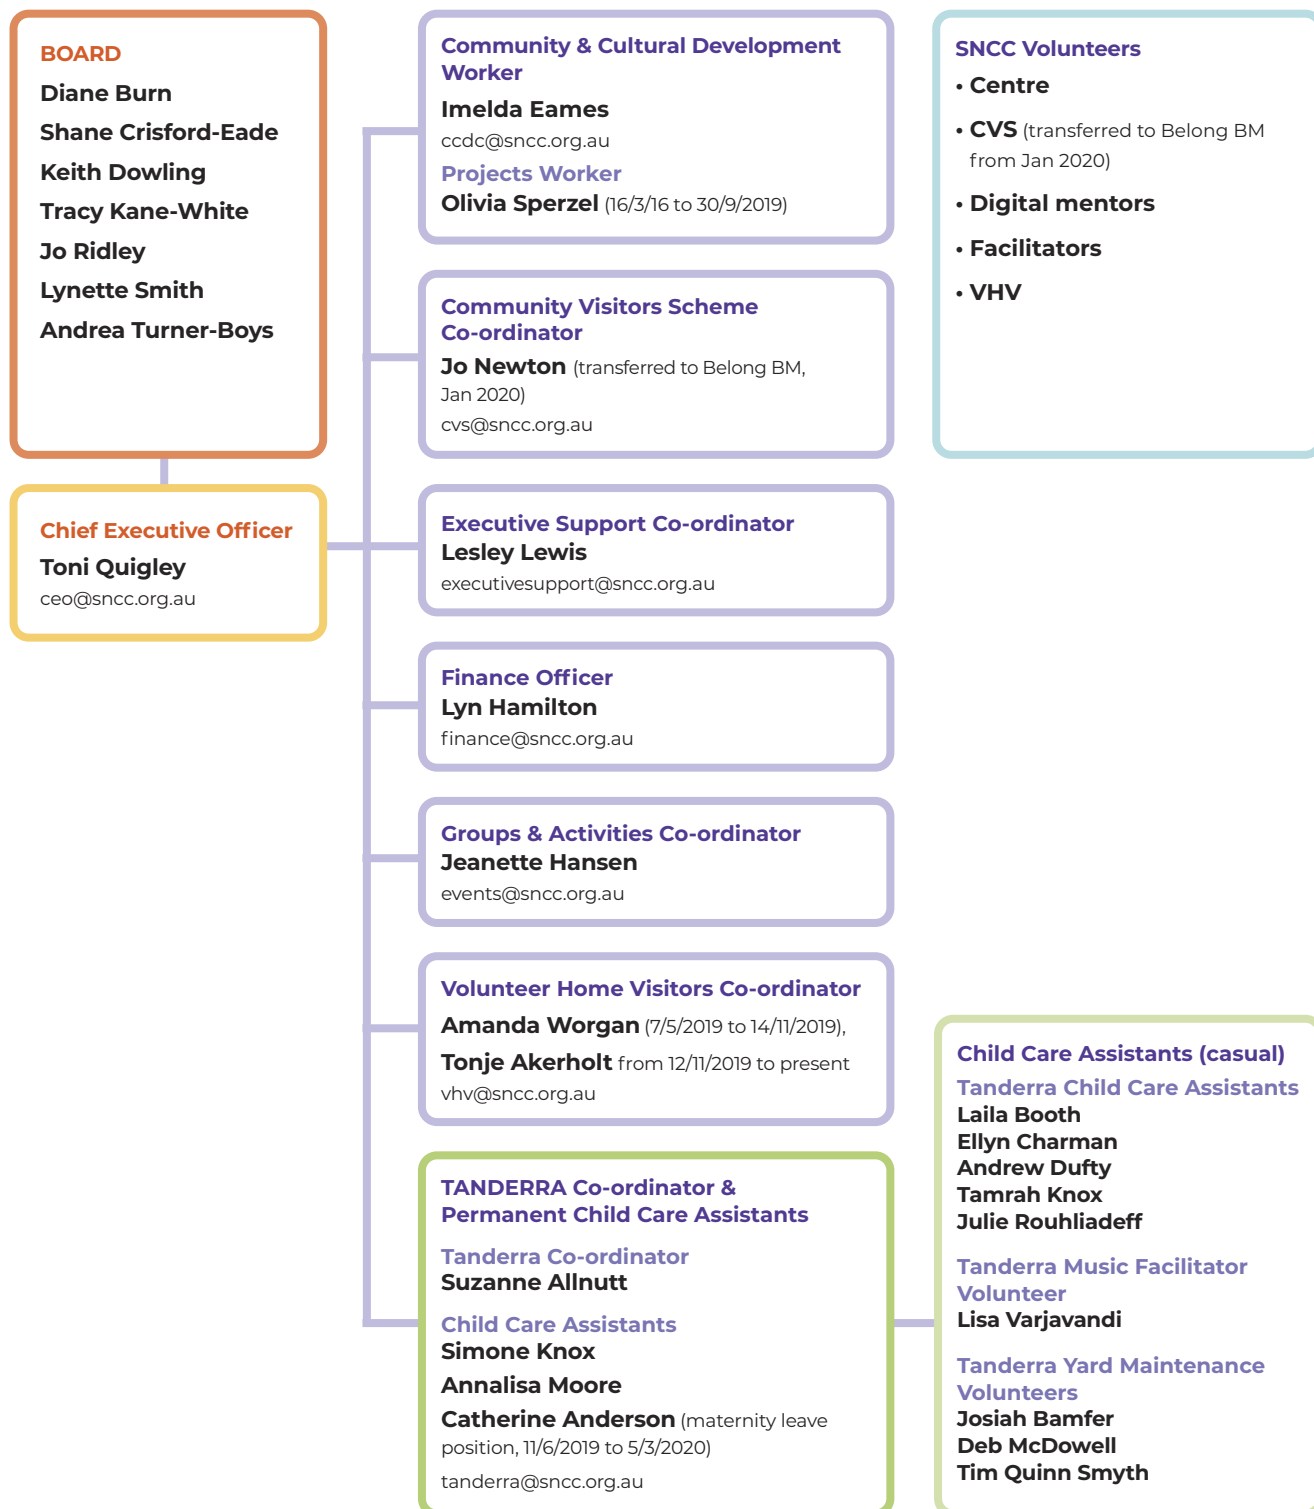 BOARD
Diane Burn
Shane Crisford-Eade
Keith Dowling
Tracy Kane-White
Jo Ridley
Lynette Smith
Andrea Turner-Boys
Chief Executive Officer
Toni Quigley
ceo@sncc.org.au
Community & Cultural Development
Worker
Imelda Eames
ccdc@sncc.org.au
Projects Worker
Olivia Sperzel (16/3/16 to 30/9/2019)
Community Visitors Scheme
Co-ordinator
Jo Newton (transferred to Belong BM,
Jan 2020)
cvs@sncc.org.au
Executive Support Co-ordinator
Lesley Lewis
executivesupport@sncc.org.au
Finance Officer
Lyn Hamilton
finance@sncc.org.au
Groups & Activities Co-ordinator
Jeanette Hansen
events@sncc.org.au
Volunteer Home Visitors Co-ordinator
Amanda Worgan (7/5/2019 to 14/11/2019),
Tonje Akerholt from 12/11/2019 to present
vhv@sncc.org.au
TANDERRA Co-ordinator &
Permanent Child Care Assistants
Tanderra Co-ordinator
Suzanne Allnutt
Child Care Assistants
Simone Knox
Annalisa Moore
Catherine Anderson (maternity leave
position, 11/6/2019 to 5/3/2020)
tanderra@sncc.org.au
SNCC Volunteers
• Centre
• CVS (transferred to Belong BM
from Jan 2020)
• Digital mentors
• Facilitators
• VHV
Child Care Assistants (casual)
Tanderra Child Care Assistants
Laila Booth
Ellyn Charman
Andrew Dufty
Tamrah Knox
Julie Rouhliadeff
Tanderra Music Facilitator
Volunteer
Lisa Varjavandi
Tanderra Yard Maintenance
Volunteers
Josiah Bamfer
Deb McDowell
Tim Quinn Smyth